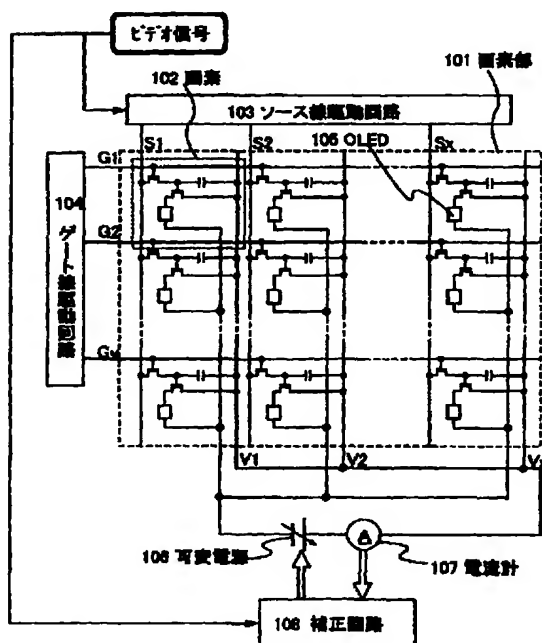 ビデオ信号
102 画素
101 画素部
103 ソース線駆動回路
S1
S2
Sx
105 OLED
G1
104 ゲート線駆動回路
G2
Gy
V1
V2
106 可変電源
A
107 電流計
108 補正回路